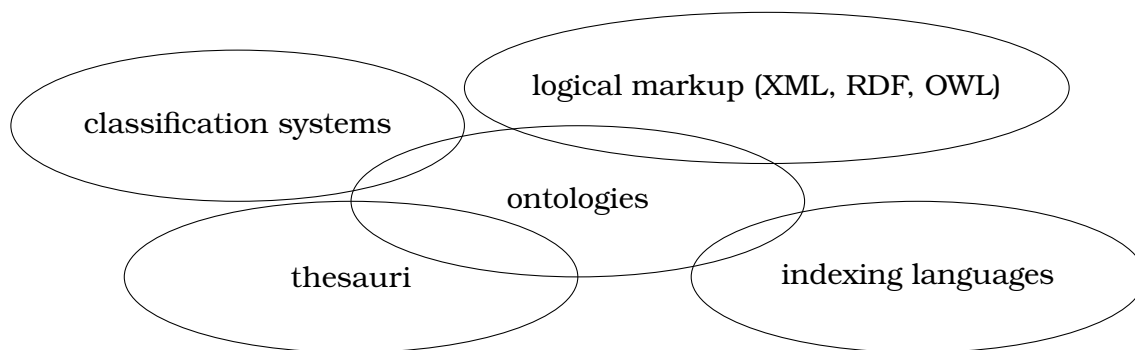 logical markup (XML, RDF, OWL)
classification systems
ontologies
thesauri
indexing languages